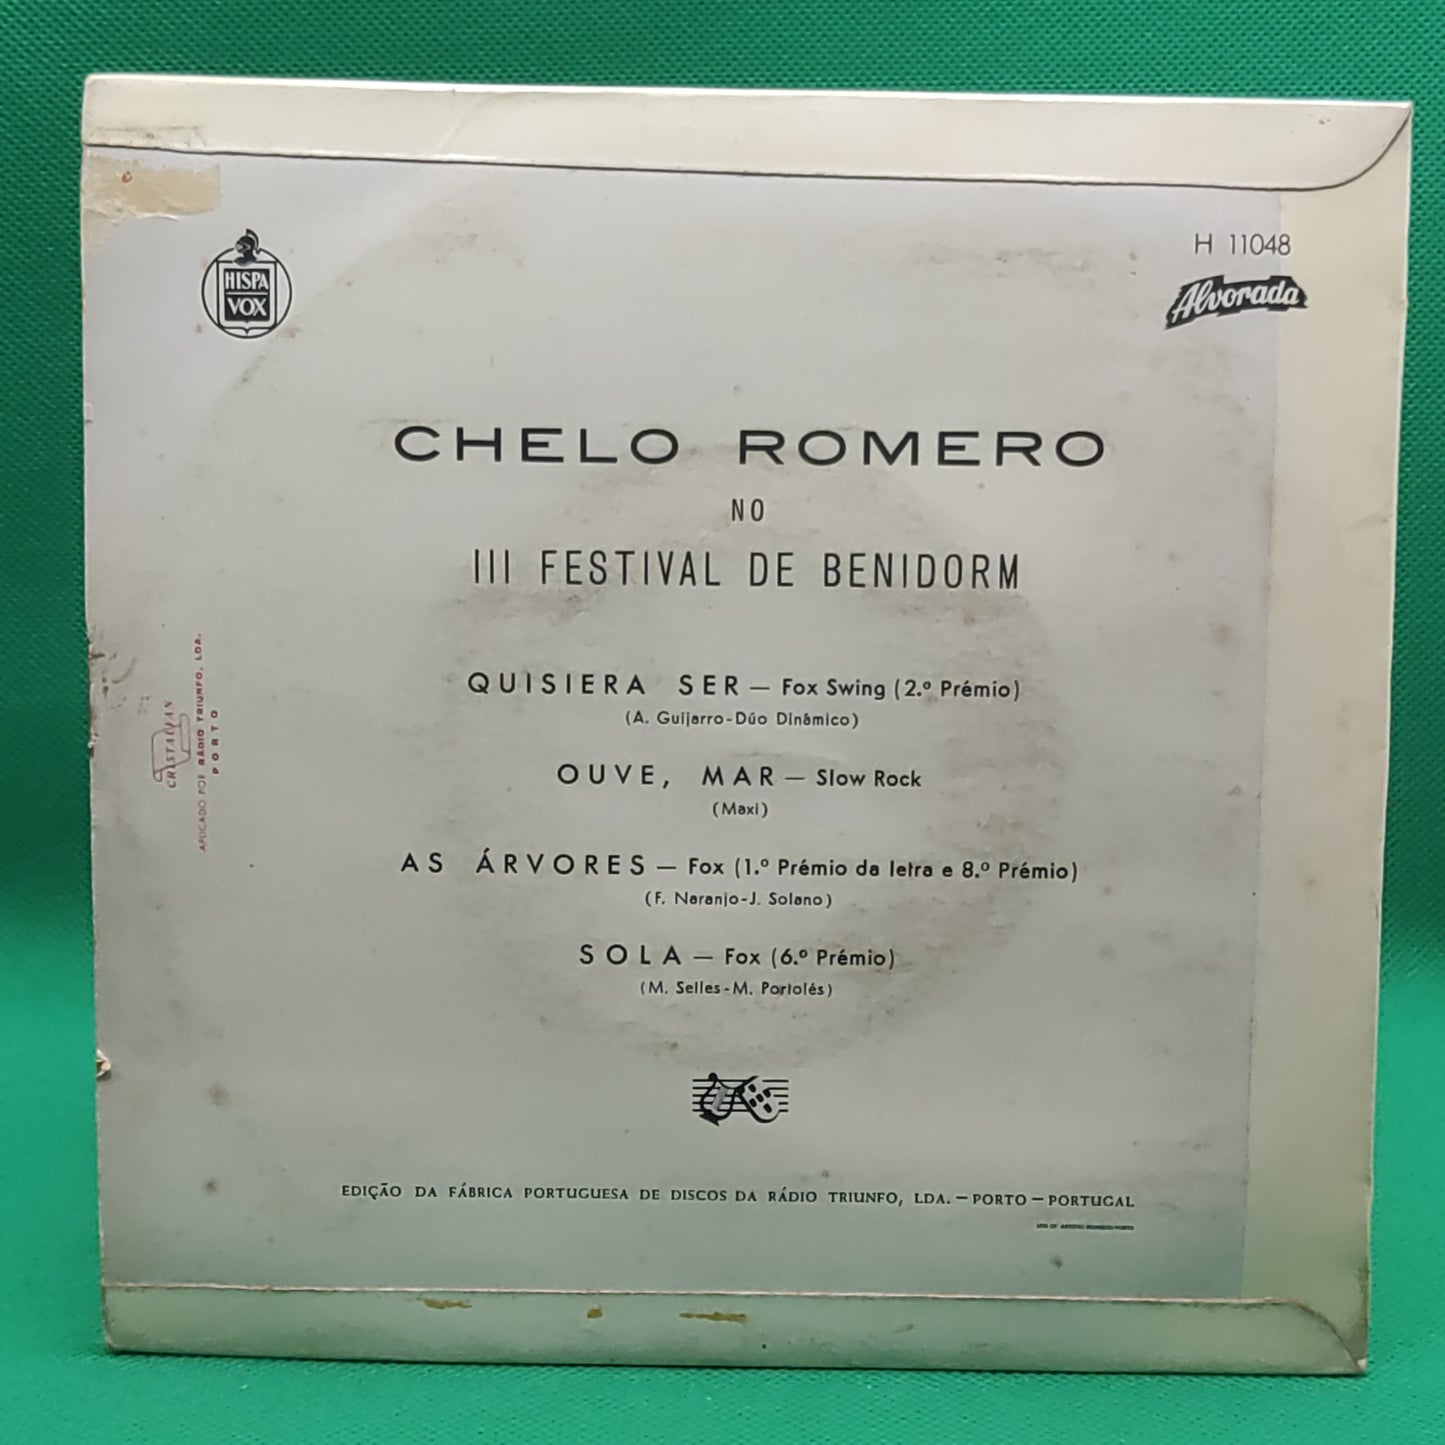 HISPA
VOX
H 11048
Alvorada
CHELO ROMERO
NO
III FESTIVAL DE BENIDORM
QUISIERA SER — Fox Swing (2.º Prémio)
(A. Guijarro-Dúo Dinâmico)
OUVE, MAR — Slow Rock
(Maxi)
AS ÁRVORES — Fox (1.º Prémio da letra e 8.º Prémio)
(F. Naranjo-J. Solano)
SOLA — Fox (6.º Prémio)
(M. Selles-M. Portolés)
EDIÇÃO DA FÁBRICA PORTUGUESA DE DISCOS DA RÁDIO TRIUNFO, LDA. — PORTO — PORTUGAL
APLICADO POR RÁDIO TRIUNFO, LDA.
PORTO